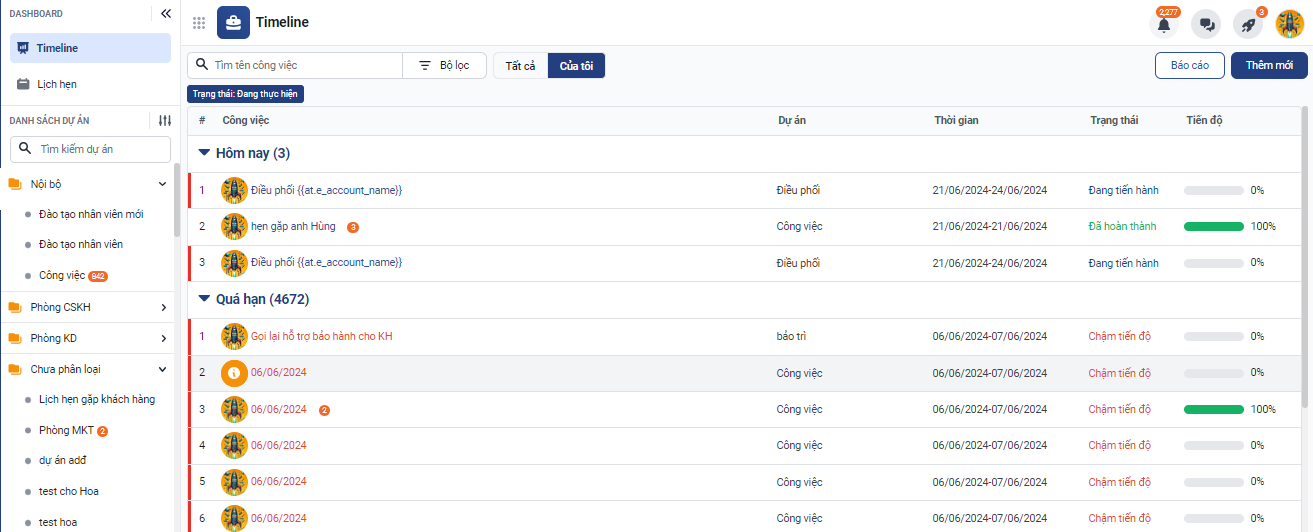 DASHBOARD
Timeline
Lịch hẹn
DANH SÁCH DỰ ÁN
Tìm kiếm dự án
Nội bộ
Đào tạo nhân viên mới
Đào tạo nhân viên
Công việc 842
Phòng CSKH
Phòng KD
Chưa phân loại
Lịch hẹn gặp khách hàng
Phòng MKT 2
dự án adđ
test cho Hoa
test hoa
Timeline
2,277
3
Tìm tên công việc
Bộ lọc
Tất cả
Của tôi
Báo cáo
Thêm mới
Trạng thái: Đang thực hiện
# Công việc Dự án Thời gian Trạng thái Tiến độ
Hôm nay (3)
1 Điều phối {{at.e_account_name}} Điều phối 21/06/2024-24/06/2024 Đang tiến hành 0%
2 hẹn gặp anh Hùng 3 Công việc 21/06/2024-21/06/2024 Đã hoàn thành 100%
3 Điều phối {{at.e_account_name}} Điều phối 21/06/2024-24/06/2024 Đang tiến hành 0%
Quá hạn (4672)
1 Gọi lại hỗ trợ bảo hành cho KH bảo trì 06/06/2024-07/06/2024 Chậm tiến độ 0%
2 06/06/2024 Công việc 06/06/2024-07/06/2024 Chậm tiến độ 0%
3 06/06/2024 2 Công việc 06/06/2024-07/06/2024 Chậm tiến độ 100%
4 06/06/2024 Công việc 06/06/2024-07/06/2024 Chậm tiến độ 0%
5 06/06/2024 Công việc 06/06/2024-07/06/2024 Chậm tiến độ 0%
6 06/06/2024 Công việc 06/06/2024-07/06/2024 Chậm tiến độ 0%